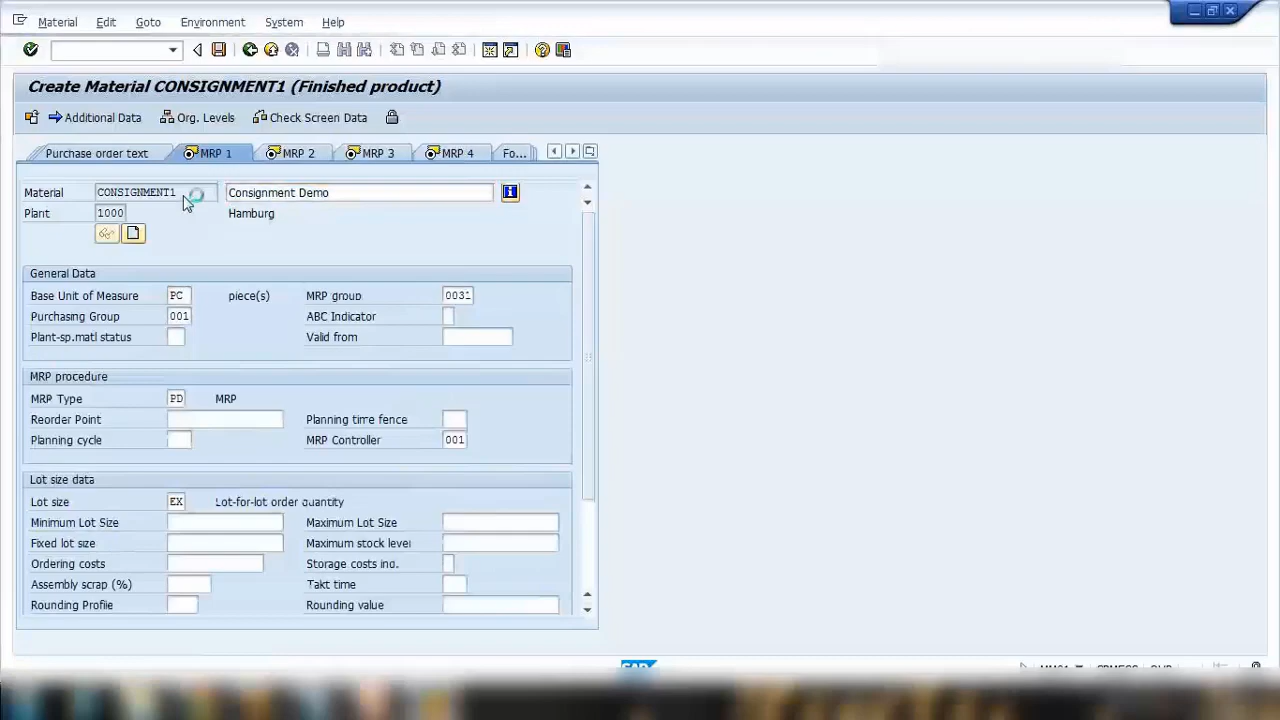 Material Edit Goto Environment System Help
Create Material CONSIGNMENT1 (Finished product)
Additional Data Org. Levels Check Screen Data
Purchase order text MRP 1 MRP 2 MRP 3 MRP 4 Fo...
Material CONSIGNMENT1 Consignment Demo
Plant 1000 Hamburg
General Data
Base Unit of Measure PC piece(s) MRP group 0031
Purchasing Group 001 ABC Indicator
Plant-sp.matl status Valid from
MRP procedure
MRP Type PD MRP
Reorder Point Planning time fence
Planning cycle MRP Controller 001
Lot size data
Lot size EX Lot-for-lot order quantity
Minimum Lot Size Maximum Lot Size
Fixed lot size Maximum stock level
Ordering costs Storage costs ind.
Assembly scrap (%) Takt time
Rounding Profile Rounding value
SAP